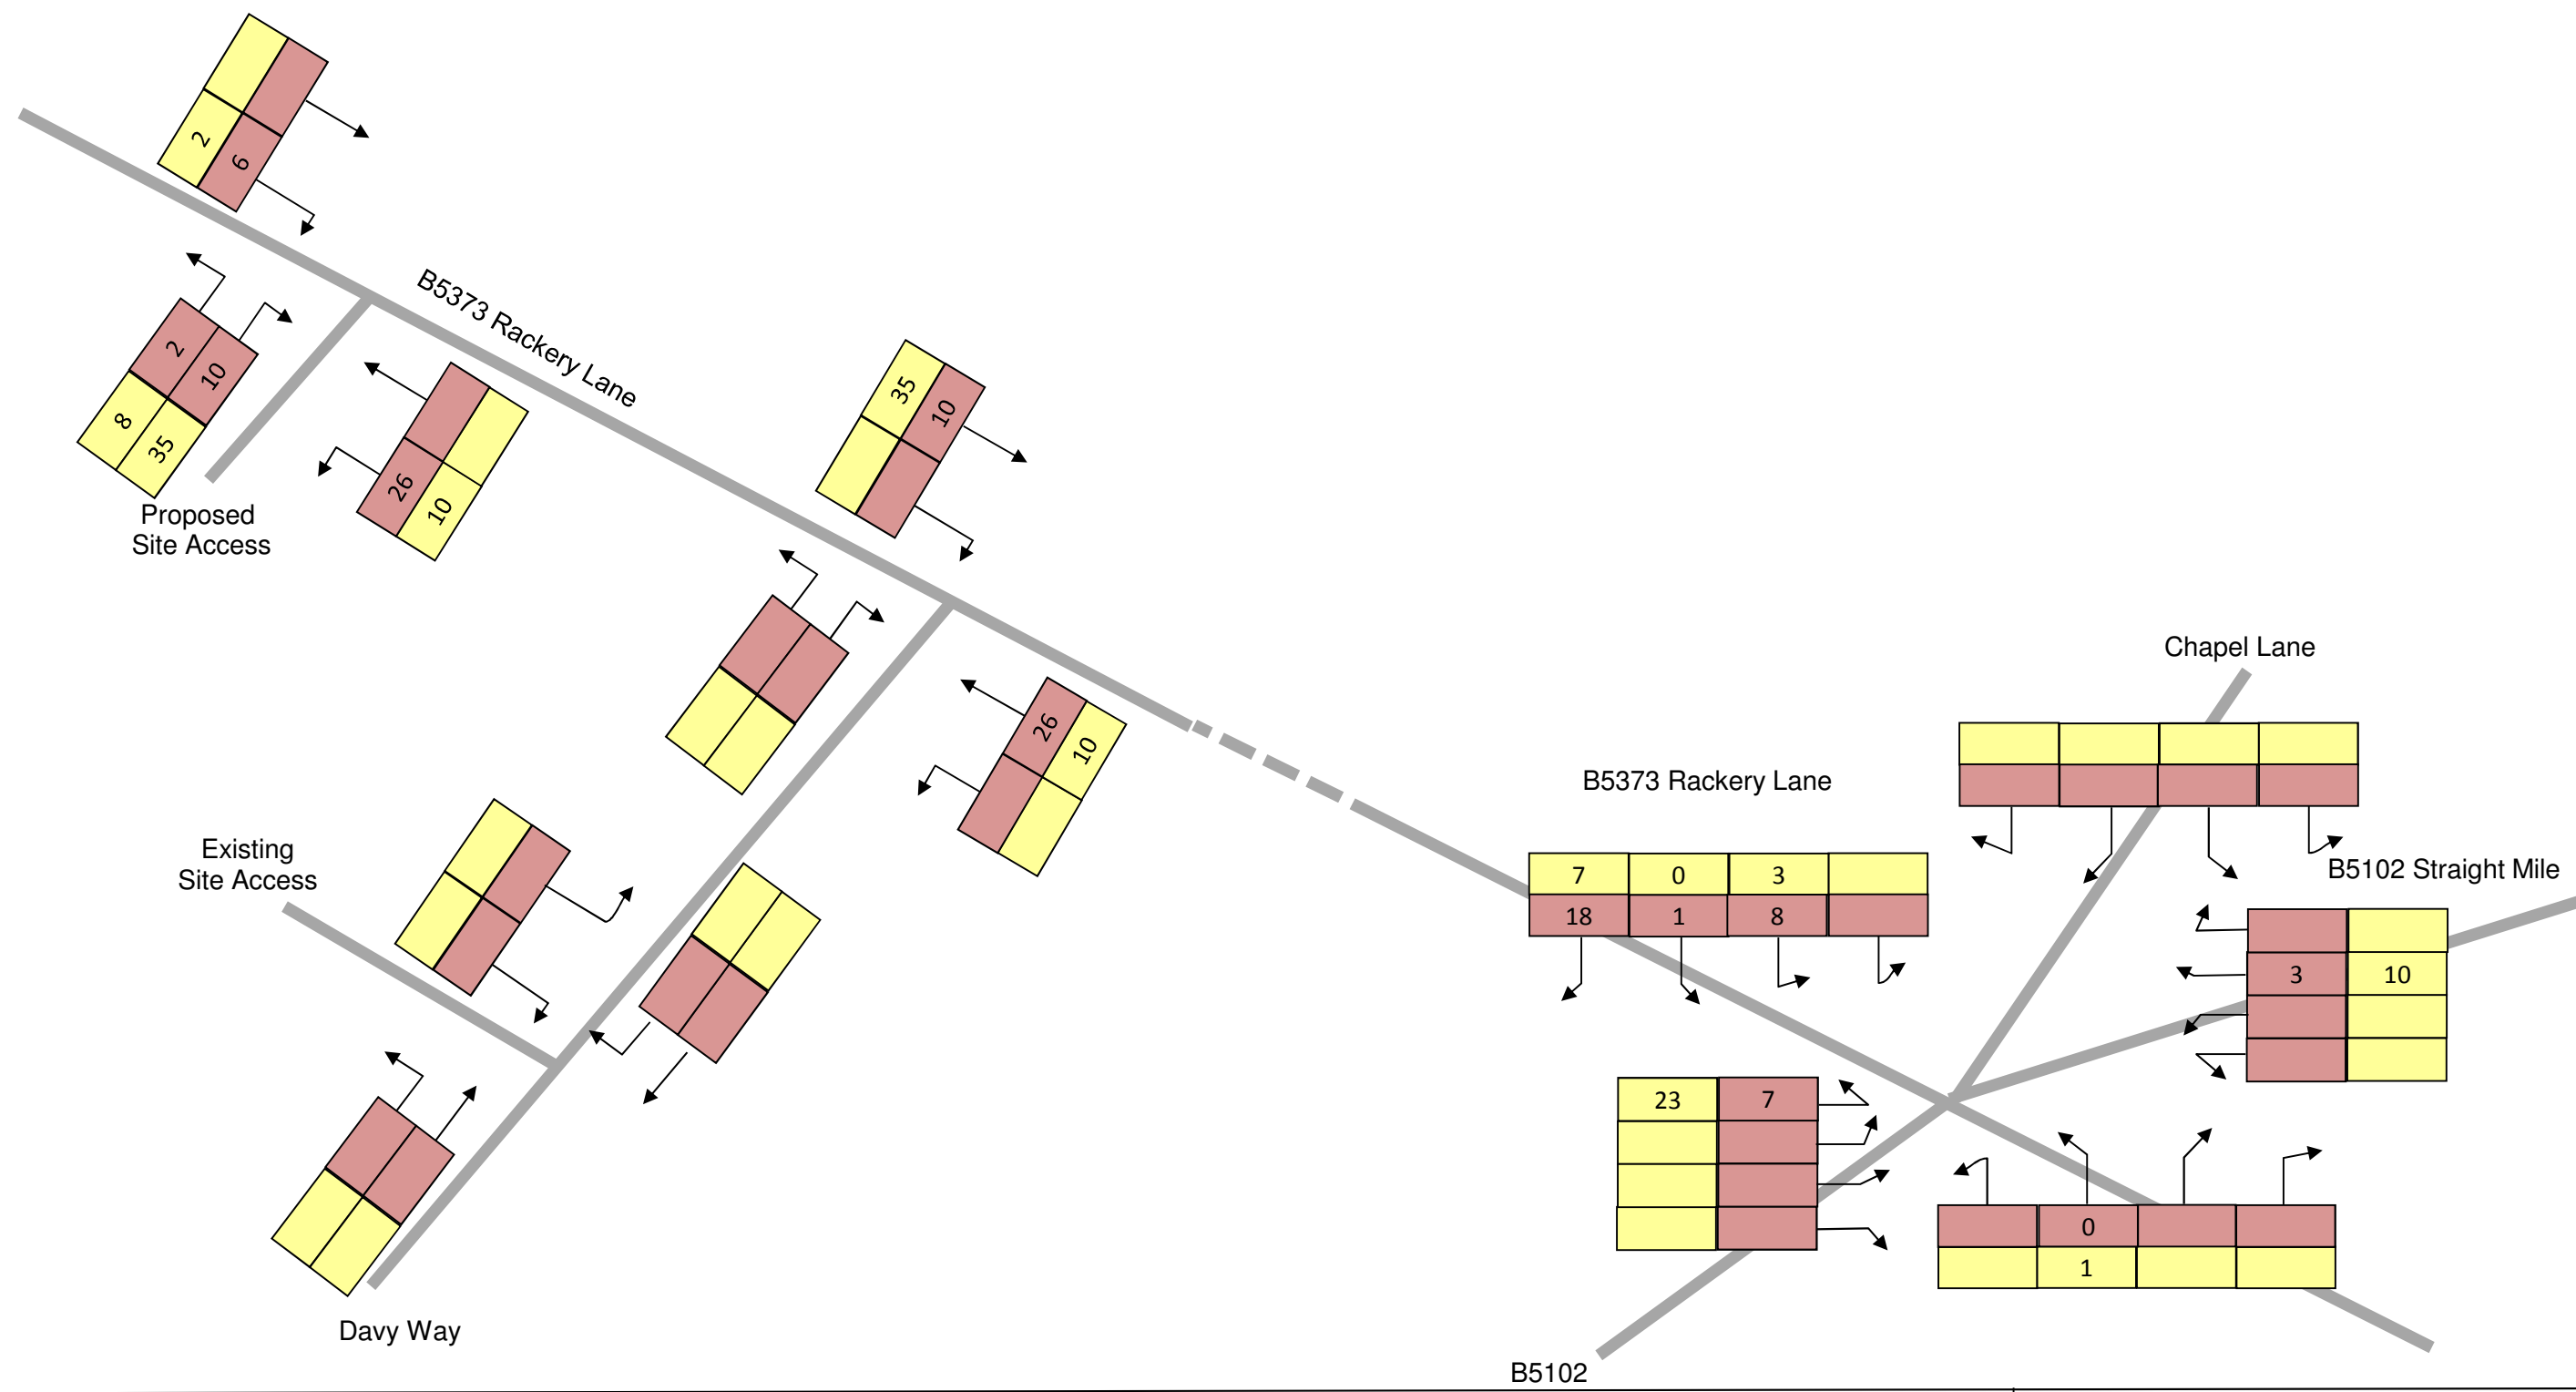 2
6
B5373 Rackery Lane
2
10
8
35
26
10
Proposed
Site Access
35
10
26
10
Existing
Site Access
Davy Way
Chapel Lane
B5373 Rackery Lane
7 0 3
18 1 8
B5102 Straight Mile
3 10
23 7
0
1
B5102